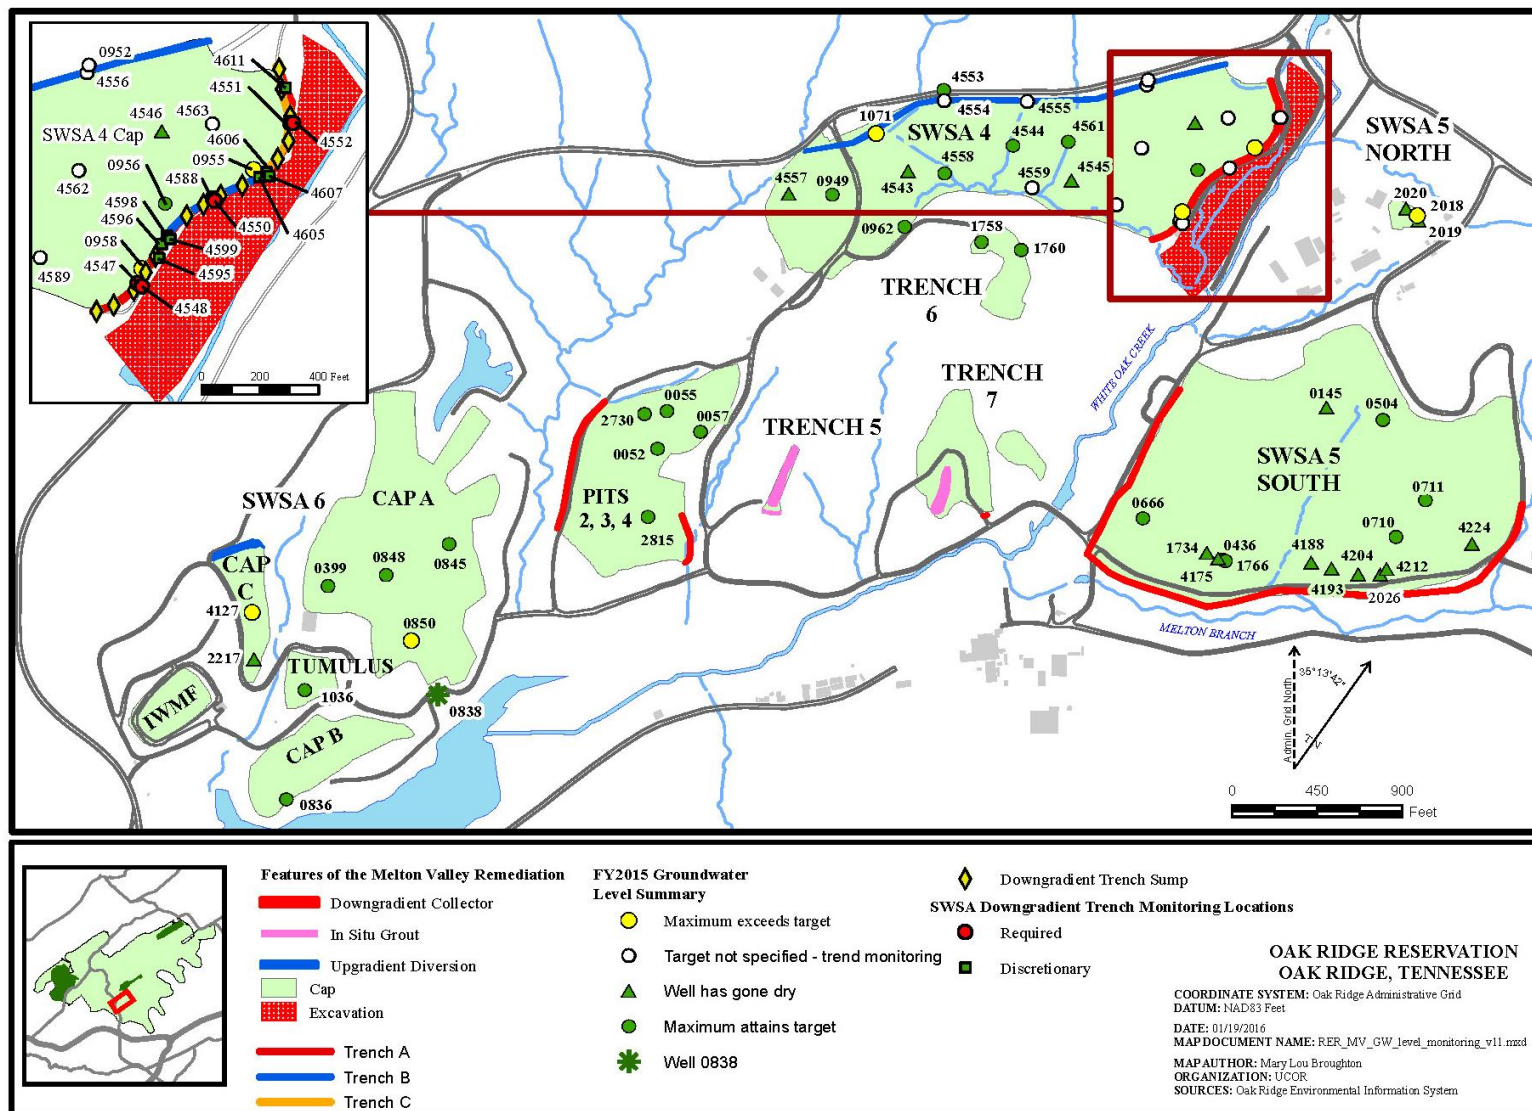 0952
4556
4611
4551
4546
4563
SWSA 4 Cap
4606
4552
0956
0955
4562
4588
4607
4598
4596
4550
4605
0958
4599
4589
4547
4595
4548
0 200 400 Feet
4553
4554
4555
1071
SWSA 4
4544
4561
4558
4557
0949
4543
4559
4545
0962
1758
1760
TRENCH
6
SWSA 5
NORTH
2020
2018
2019
WHITE OAK CREEK
TRENCH
7
TRENCH 5
0055
2730
0057
0052
PITS
2, 3, 4
2815
0145
0504
SWSA 5
SOUTH
0711
0666
0710
4224
1734
0436
4188
4204
1766
4212
4175
4193
2026
MELTON BRANCH
SWSA 6
CAP A
CAP
C
0848
0845
0399
4127
0850
2217
TUMULUS
1036
IWMF
0838
CAP B
0836
Admin. Grid North
35°13'42"
TN
0 450 900
Feet
Features of the Melton Valley Remediation
Downgradient Collector
In Situ Grout
Upgradient Diversion
Cap
Excavation
Trench A
Trench B
Trench C
FY2015 Groundwater
Level Summary
Maximum exceeds target
Target not specified - trend monitoring
Well has gone dry
Maximum attains target
Well 0838
Downgradient Trench Sump
SWSA Downgradient Trench Monitoring Locations
Required
Discretionary
OAK RIDGE RESERVATION
OAK RIDGE, TENNESSEE
COORDINATE SYSTEM: Oak Ridge Administrative Grid
DATUM: NAD83 Feet
DATE: 01/19/2016
MAP DOCUMENT NAME: RER_MV_GW_level_monitoring_v11.mxd
MAP AUTHOR: Mary Lou Broughton
ORGANIZATION: UCOR
SOURCES: Oak Ridge Environmental Information System